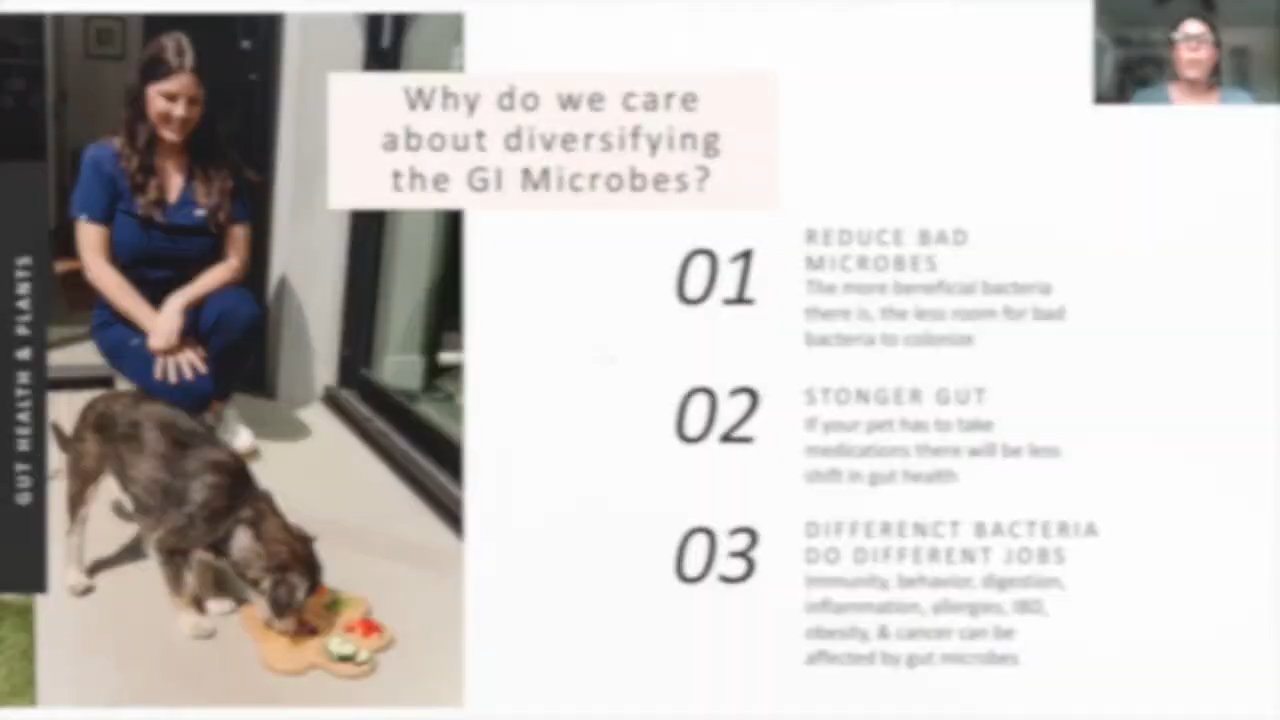 GUT HEALTH & PLANTS
Why do we care
about diversifying
the GI Microbes?
01
REDUCE BAD
MICROBES
The more beneficial bacteria
there is, the less room for bad
bacteria to colonize
02
STONGER GUT
If your pet has to take
medications there will be less
shift in gut health
03
DIFFERENCT BACTERIA
DO DIFFERENT JOBS
Immunity, behavior, digestion,
inflammation, allergies, IBD,
obesity, & cancer can be
affected by gut microbes